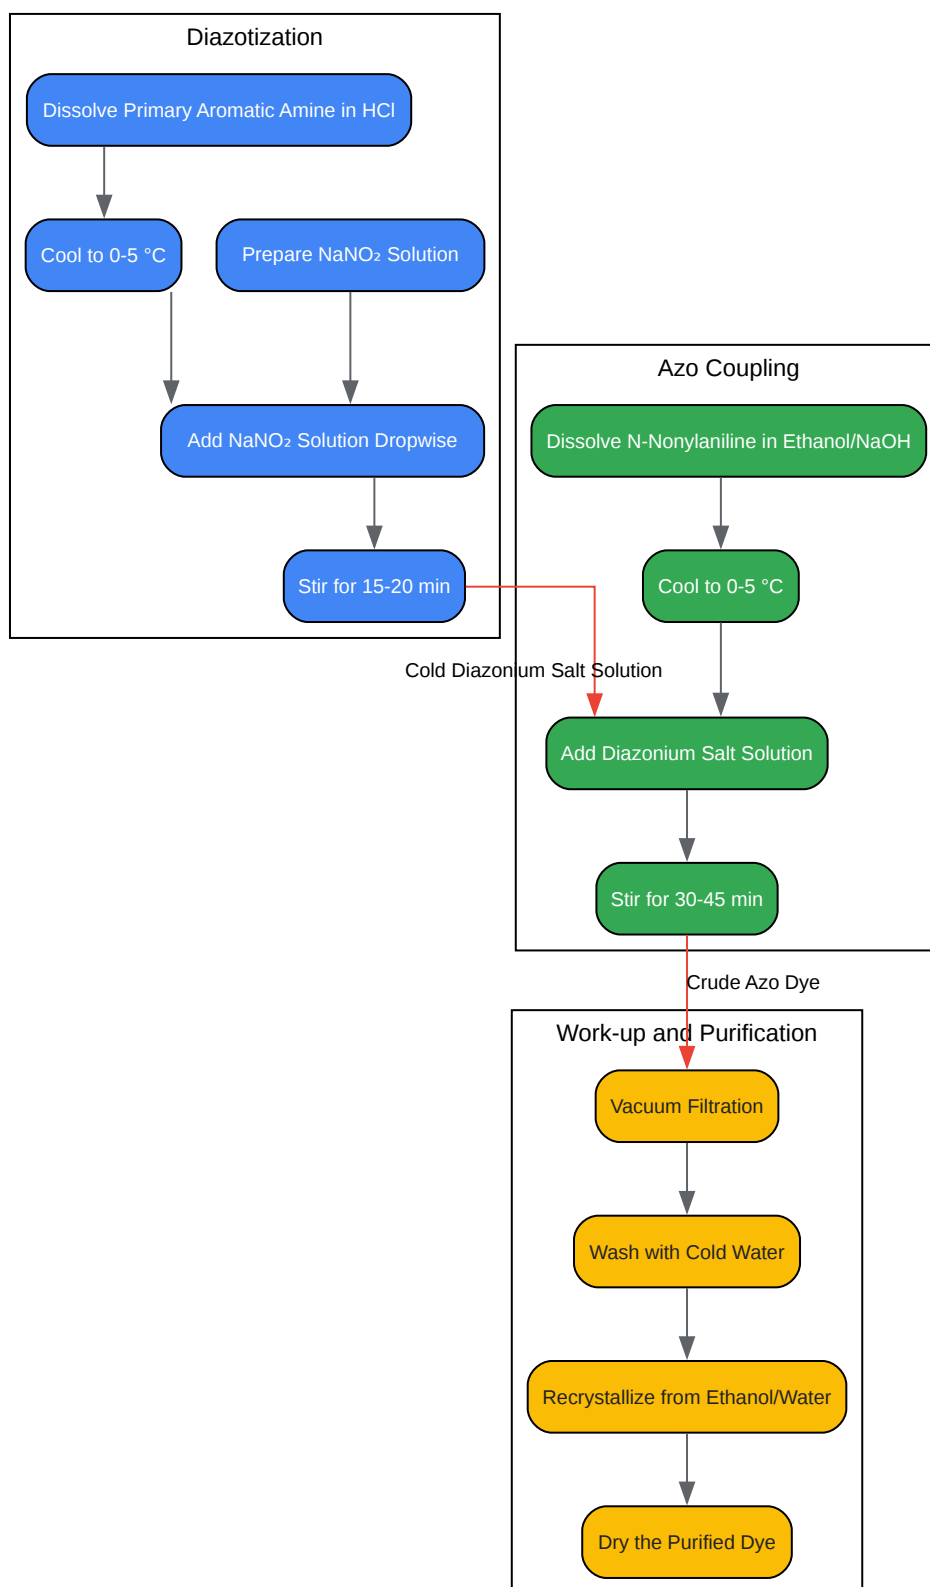 Diazotization
Dissolve Primary Aromatic Amine in HCl
Cool to 0-5 °C
Prepare NaNO₂ Solution
Add NaNO₂ Solution Dropwise
Stir for 15-20 min
Cold Diazonium Salt Solution
Azo Coupling
Dissolve N-Nonylaniline in Ethanol/NaOH
Cool to 0-5 °C
Add Diazonium Salt Solution
Stir for 30-45 min
Crude Azo Dye
Work-up and Purification
Vacuum Filtration
Wash with Cold Water
Recrystallize from Ethanol/Water
Dry the Purified Dye